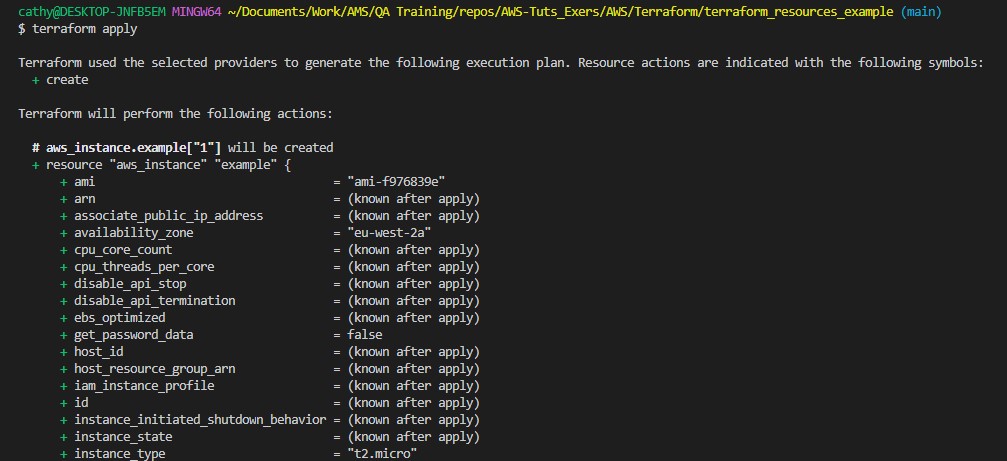 cathy@DESKTOP-JNFB5EM MINGW64 ~/Documents/Work/AMS/QA Training/repos/AWS-Tuts_Exers/AWS/Terraform/terraform_resources_example (main)
$ terraform apply
Terraform used the selected providers to generate the following execution plan. Resource actions are indicated with the following symbols:
+ create
Terraform will perform the following actions:
# aws_instance.example["1"] will be created
+ resource "aws_instance" "example" {
+ ami = "ami-f976839e"
+ arn = (known after apply)
+ associate_public_ip_address = (known after apply)
+ availability_zone = "eu-west-2a"
+ cpu_core_count = (known after apply)
+ cpu_threads_per_core = (known after apply)
+ disable_api_stop = (known after apply)
+ disable_api_termination = (known after apply)
+ ebs_optimized = (known after apply)
+ get_password_data = false
+ host_id = (known after apply)
+ host_resource_group_arn = (known after apply)
+ iam_instance_profile = (known after apply)
+ id = (known after apply)
+ instance_initiated_shutdown_behavior = (known after apply)
+ instance_state = (known after apply)
+ instance_type = "t2.micro"